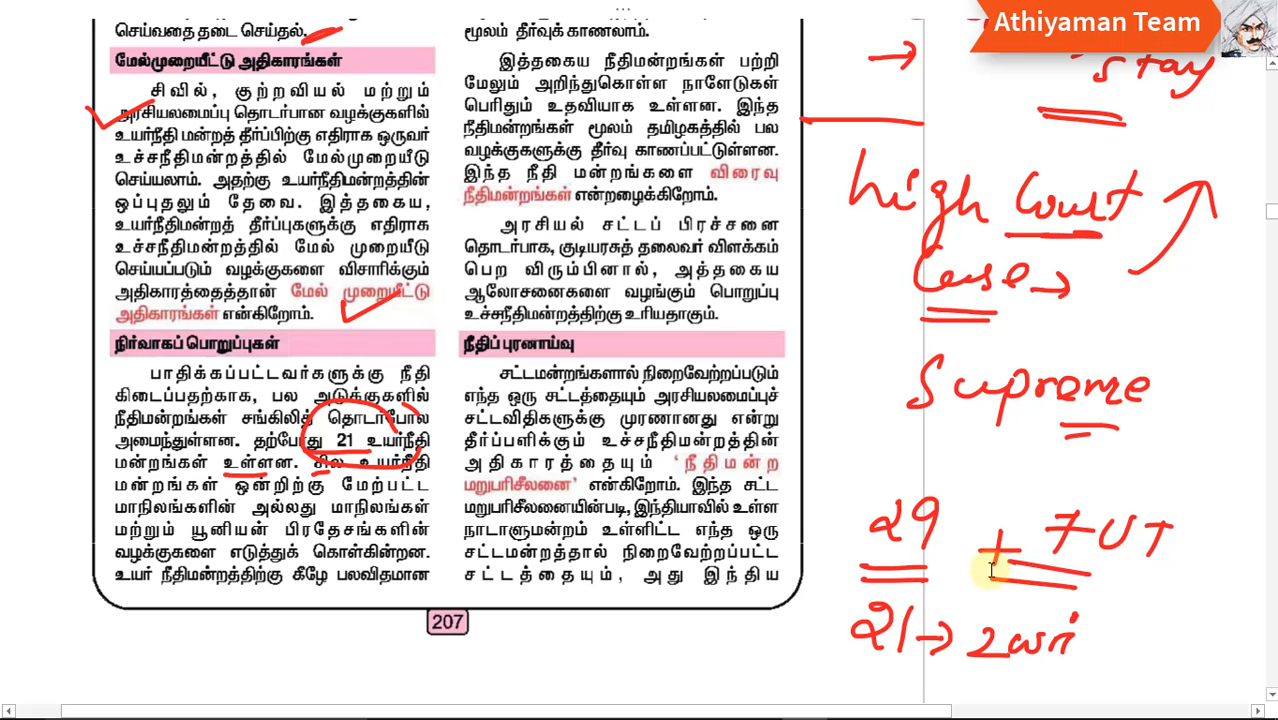 செய்வதை தடை செய்தல்.
மேல்முறையீட்டு அதிகாரங்கள்
சிவில், குற்றவியல் மற்றும்
அரசியலமைப்பு தொடர்பான வழக்குகளில்
உயர்நீதி மன்றத் தீர்ப்பிற்கு எதிராக ஒருவர்
உச்சநீதிமன்றத்தில் மேல்முறையீடு
செய்யலாம். அதற்கு உயர்நீதிமன்றத்தின்
ஒப்புதலும் தேவை. இத்தகைய,
உயர்நீதிமன்றத் தீர்ப்புகளுக்கு எதிராக
உச்சநீதிமன்றத்தில் மேல் முறையீடு
செய்யப்படும் வழக்குகளை விசாரிக்கும்
அதிகாரத்தைத்தான் மேல் முறையீட்டு
அதிகாரங்கள் என்கிறோம்.
நிர்வாகப் பொறுப்புகள்
பாதிக்கப்பட்டவர்களுக்கு நீதி
கிடைப்பதற்காக, பல அடுக்குகளில்
நீதிமன்றங்கள் சங்கிலித் தொடர்போல
அமைந்துள்ளன. தற்போது 21 உயர்நீதி
மன்றங்கள் உள்ளன. சில உயர்நீதி
மன்றங்கள் ஒன்றிற்கு மேற்பட்ட
மாநிலங்களின் அல்லது மாநிலங்கள்
மற்றும் யூனியன் பிரதேசங்களின்
வழக்குகளை எடுத்துக் கொள்கின்றன.
உயர் நீதிமன்றத்திற்கு கீழே பலவிதமான
மூலம் தீர்வுக் காணலாம்.
இத்தகைய நீதிமன்றங்கள் பற்றி
மேலும் அறிந்துகொள்ள நாளேடுகள்
பெரிதும் உதவியாக உள்ளன. இந்த
நீதிமன்றங்கள் மூலம் தமிழகத்தில் பல
வழக்குகளுக்கு தீர்வு காணப்பட்டுள்ளன.
இந்த நீதி மன்றங்களை விரைவு
நீதிமன்றங்கள் என்றழைக்கிறோம்.
அரசியல் சட்டப் பிரச்சனை
தொடர்பாக, குடியரசுத் தலைவர் விளக்கம்
பெற விரும்பினால், அத்தகைய
ஆலோசனைகளை வழங்கும் பொறுப்பு
உச்சநீதிமன்றத்திற்கு உரியதாகும்.
நீதிப் புரனாய்வு
சட்டமன்றங்களால் நிறைவேற்றப்படும்
எந்த ஒரு சட்டத்தையும் அரசியலமைப்புச்
சட்டவிதிகளுக்கு முரணானது என்று
தீர்ப்பளிக்கும் உச்சநீதிமன்றத்தின்
அதிகாரத்தையும் ‘நீதிமன்ற
மறுபரிசீலனை’ என்கிறோம். இந்த சட்ட
மறுபரிசீலனையின்படி, இந்தியாவில் உள்ள
நாடாளுமன்றம் உள்ளிட்ட எந்த ஒரு
சட்டமன்றத்தால் நிறைவேற்றப்பட்ட
சட்டத்தையும், அது இந்திய
207
Athiyaman Team
→ stay
high Court
Case →
Supreme
29 + 7 UT
21 → உயர்